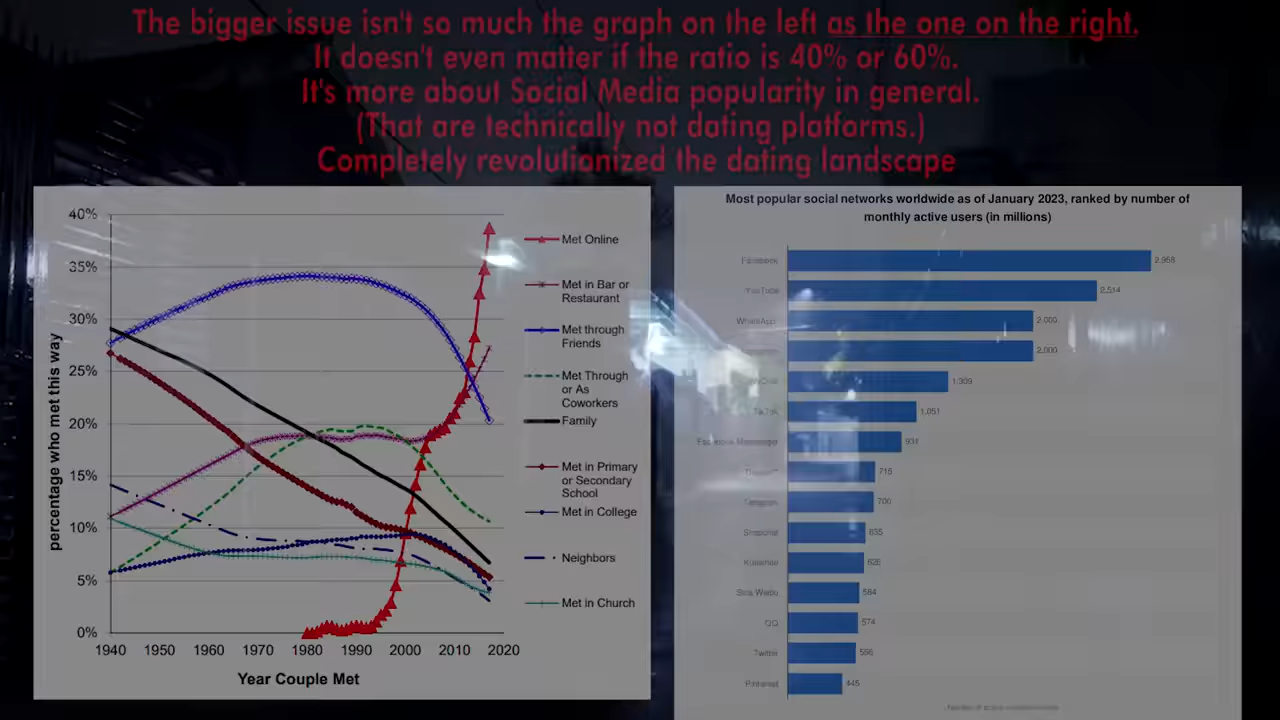 The bigger issue isn't so much the graph on the left as the one on the right.
It doesn't even matter if the ratio is 40% or 60%.
It's more about Social Media popularity in general.
(That are technically not dating platforms.)
Completely revolutionized the dating landscape
40%
35%
30%
25%
20%
15%
10%
5%
0%
percentage who met this way
1940 1950 1960 1970 1980 1990 2000 2010 2020
Year Couple Met
Met Online
Met in Bar or
Restaurant
Met through
Friends
Met Through
or As
Coworkers
Family
Met in Primary
or Secondary
School
Met in College
Neighbors
Met in Church
Most popular social networks worldwide as of January 2023, ranked by number of
monthly active users (in millions)
Facebook 2,958
YouTube 2,514
WhatsApp 2,000
2,000
1,309
TikTok 1,051
Facebook Messenger 931
715
Telegram 700
Snapchat 635
Kuaishou 626
Sina Weibo 584
QQ 574
Twitter 556
Pinterest 445